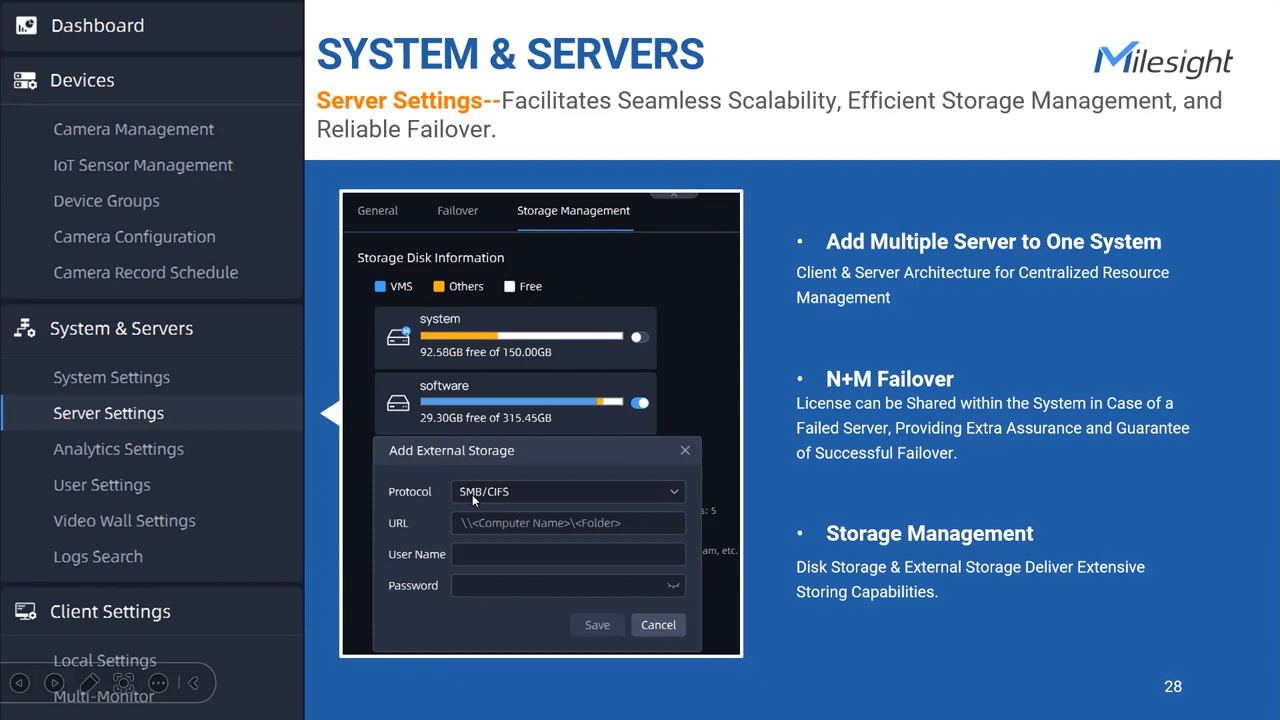 Dashboard
Devices
Camera Management
IoT Sensor Management
Device Groups
Camera Configuration
Camera Record Schedule
System & Servers
System Settings
Server Settings
Analytics Settings
User Settings
Video Wall Settings
Logs Search
Client Settings
Local Settings
Multi-Monitor
SYSTEM & SERVERS
Milesight
Server Settings--Facilitates Seamless Scalability, Efficient Storage Management, and
Reliable Failover.
General Failover Storage Management
Storage Disk Information
VMS Others Free
system
92.58GB free of 150.00GB
software
29.30GB free of 315.45GB
Add External Storage
Protocol SMB/CIFS
URL \\<Computer Name>\<Folder>
User Name
Password
Save Cancel
s: 5
am, etc.
• Add Multiple Server to One System
Client & Server Architecture for Centralized Resource
Management
• N+M Failover
License can be Shared within the System in Case of a
Failed Server, Providing Extra Assurance and Guarantee
of Successful Failover.
• Storage Management
Disk Storage & External Storage Deliver Extensive
Storing Capabilities.
28